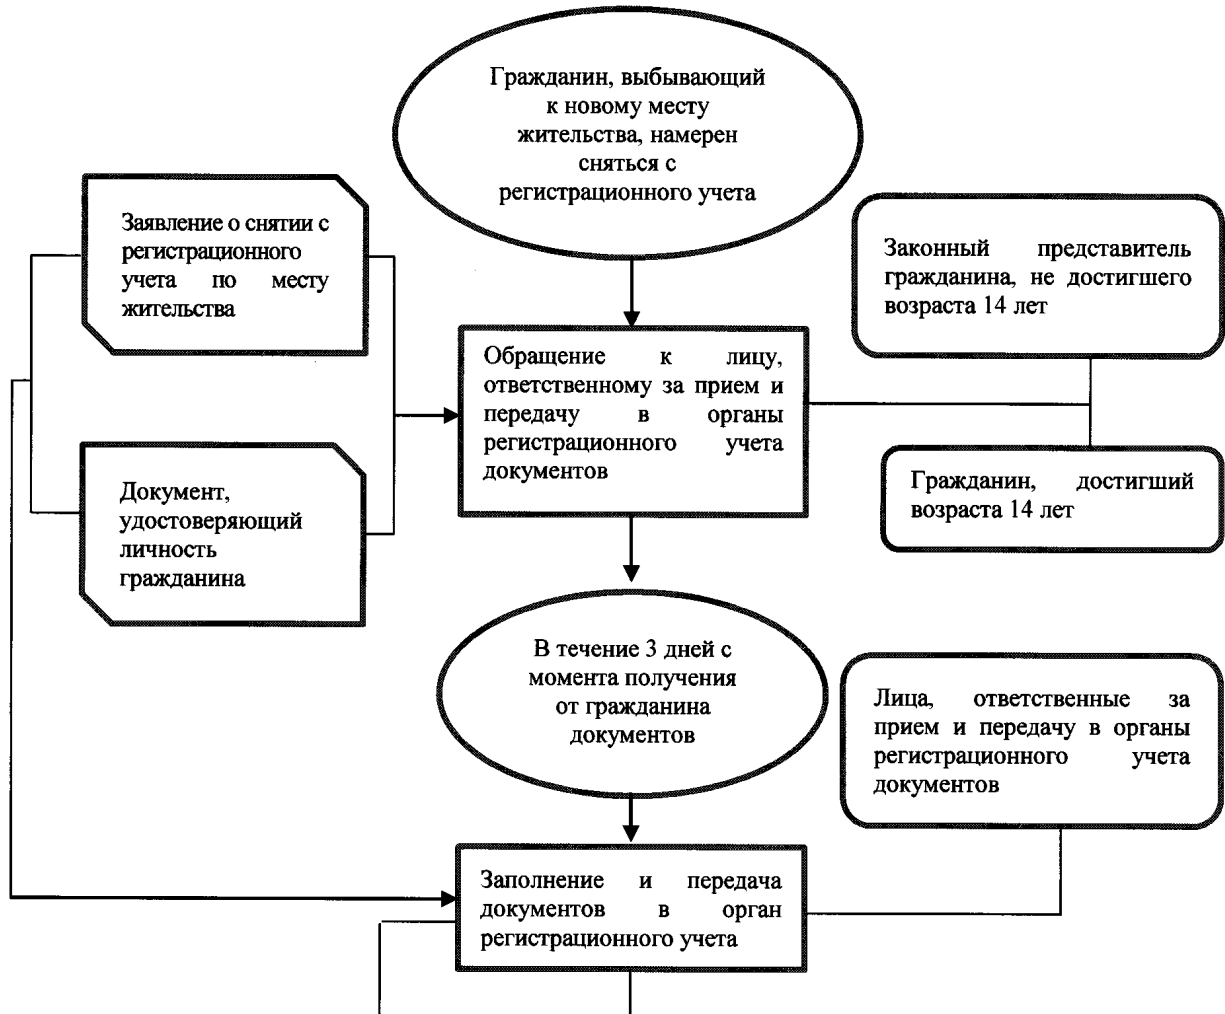 Гражданин, выбывающий
к новому месту
жительства, намерен
сняться с
регистрационного учета
Заявление о снятии с
регистрационного
учета по месту
жительства
Законный представитель
гражданина, не достигшего
возраста 14 лет
Обращение к лицу,
ответственному за прием и
передачу в органы
регистрационного учета
документов
Документ,
удостоверяющий
личность
гражданина
Гражданин, достигший
возраста 14 лет
В течение 3 дней с
момента получения
от гражданина
документов
Лица, ответственные за
прием и передачу в органы
регистрационного учета
документов
Заполнение и передача
документов в орган
регистрационного учета